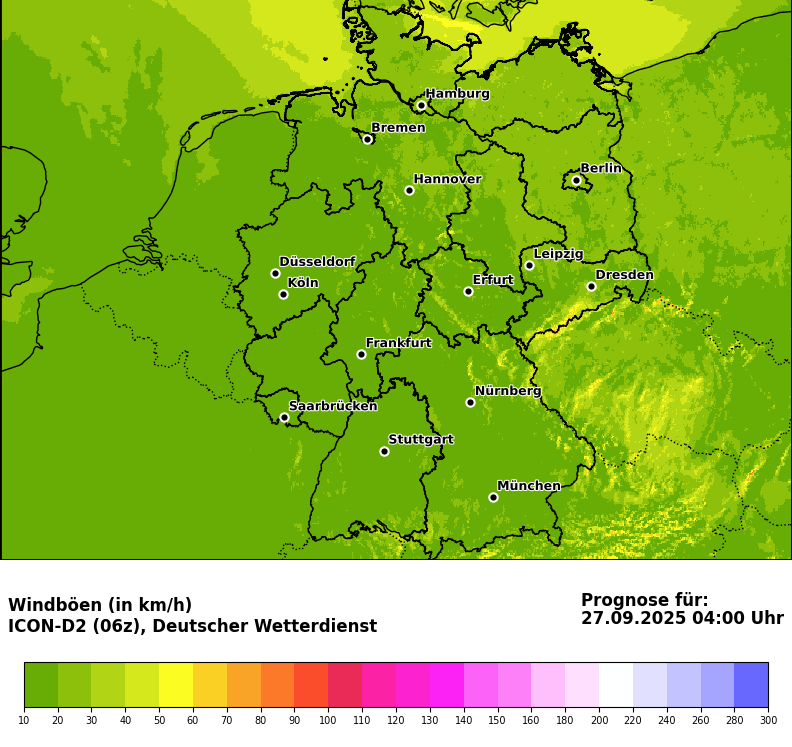 Hamburg
Bremen
Berlin
Hannover
Düsseldorf
Leipzig
Köln
Erfurt
Dresden
Frankfurt
Nürnberg
Saarbrücken
Stuttgart
München
Windböen (in km/h)
ICON-D2 (06z), Deutscher Wetterdienst
Prognose für:
27.09.2025 04:00 Uhr
10 20 30 40 50 60 70 80 90 100 110 120 130 140 150 160 180 200 220 240 260 280 300